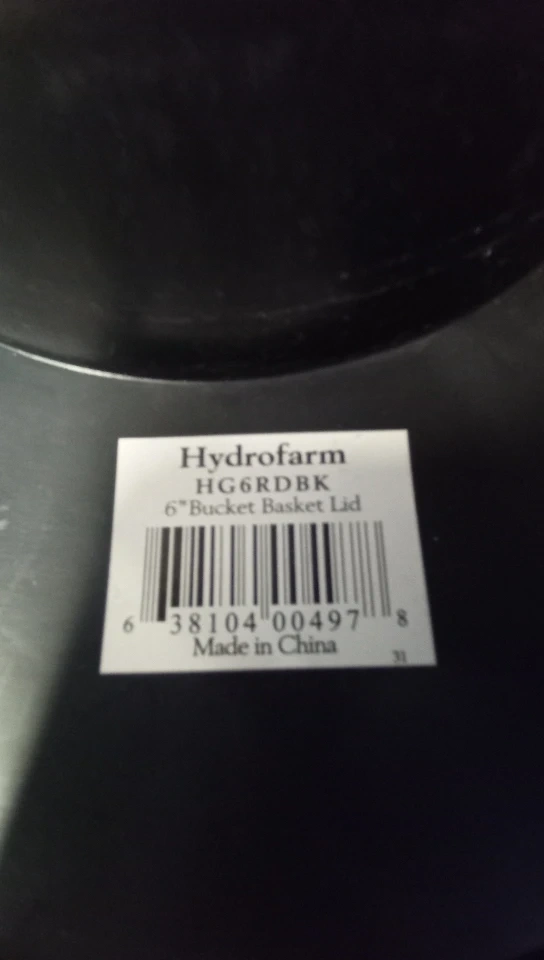 Hydrofarm
HG6RDBK
6" Bucket Basket Lid
6 38104 00497 8
Made in China
31